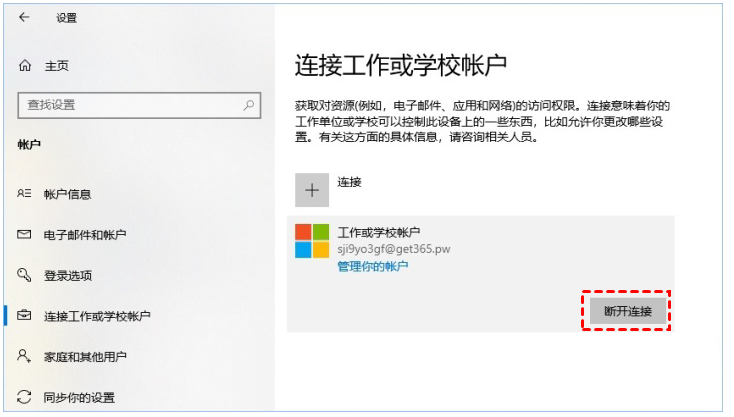 设置
主页
查找设置
帐户
帐户信息
电子邮件和帐户
登录选项
连接工作或学校帐户
家庭和其他用户
同步你的设置
连接工作或学校帐户
获取对资源(例如，电子邮件、应用和网络)的访问权限。连接意味着你的
工作单位或学校可以控制此设备上的一些东西，比如允许你更改哪些设
置。有关这方面的具体信息，请咨询相关人员。
连接
工作或学校帐户
sji9yo3gf@get365.pw
管理你的帐户
断开连接